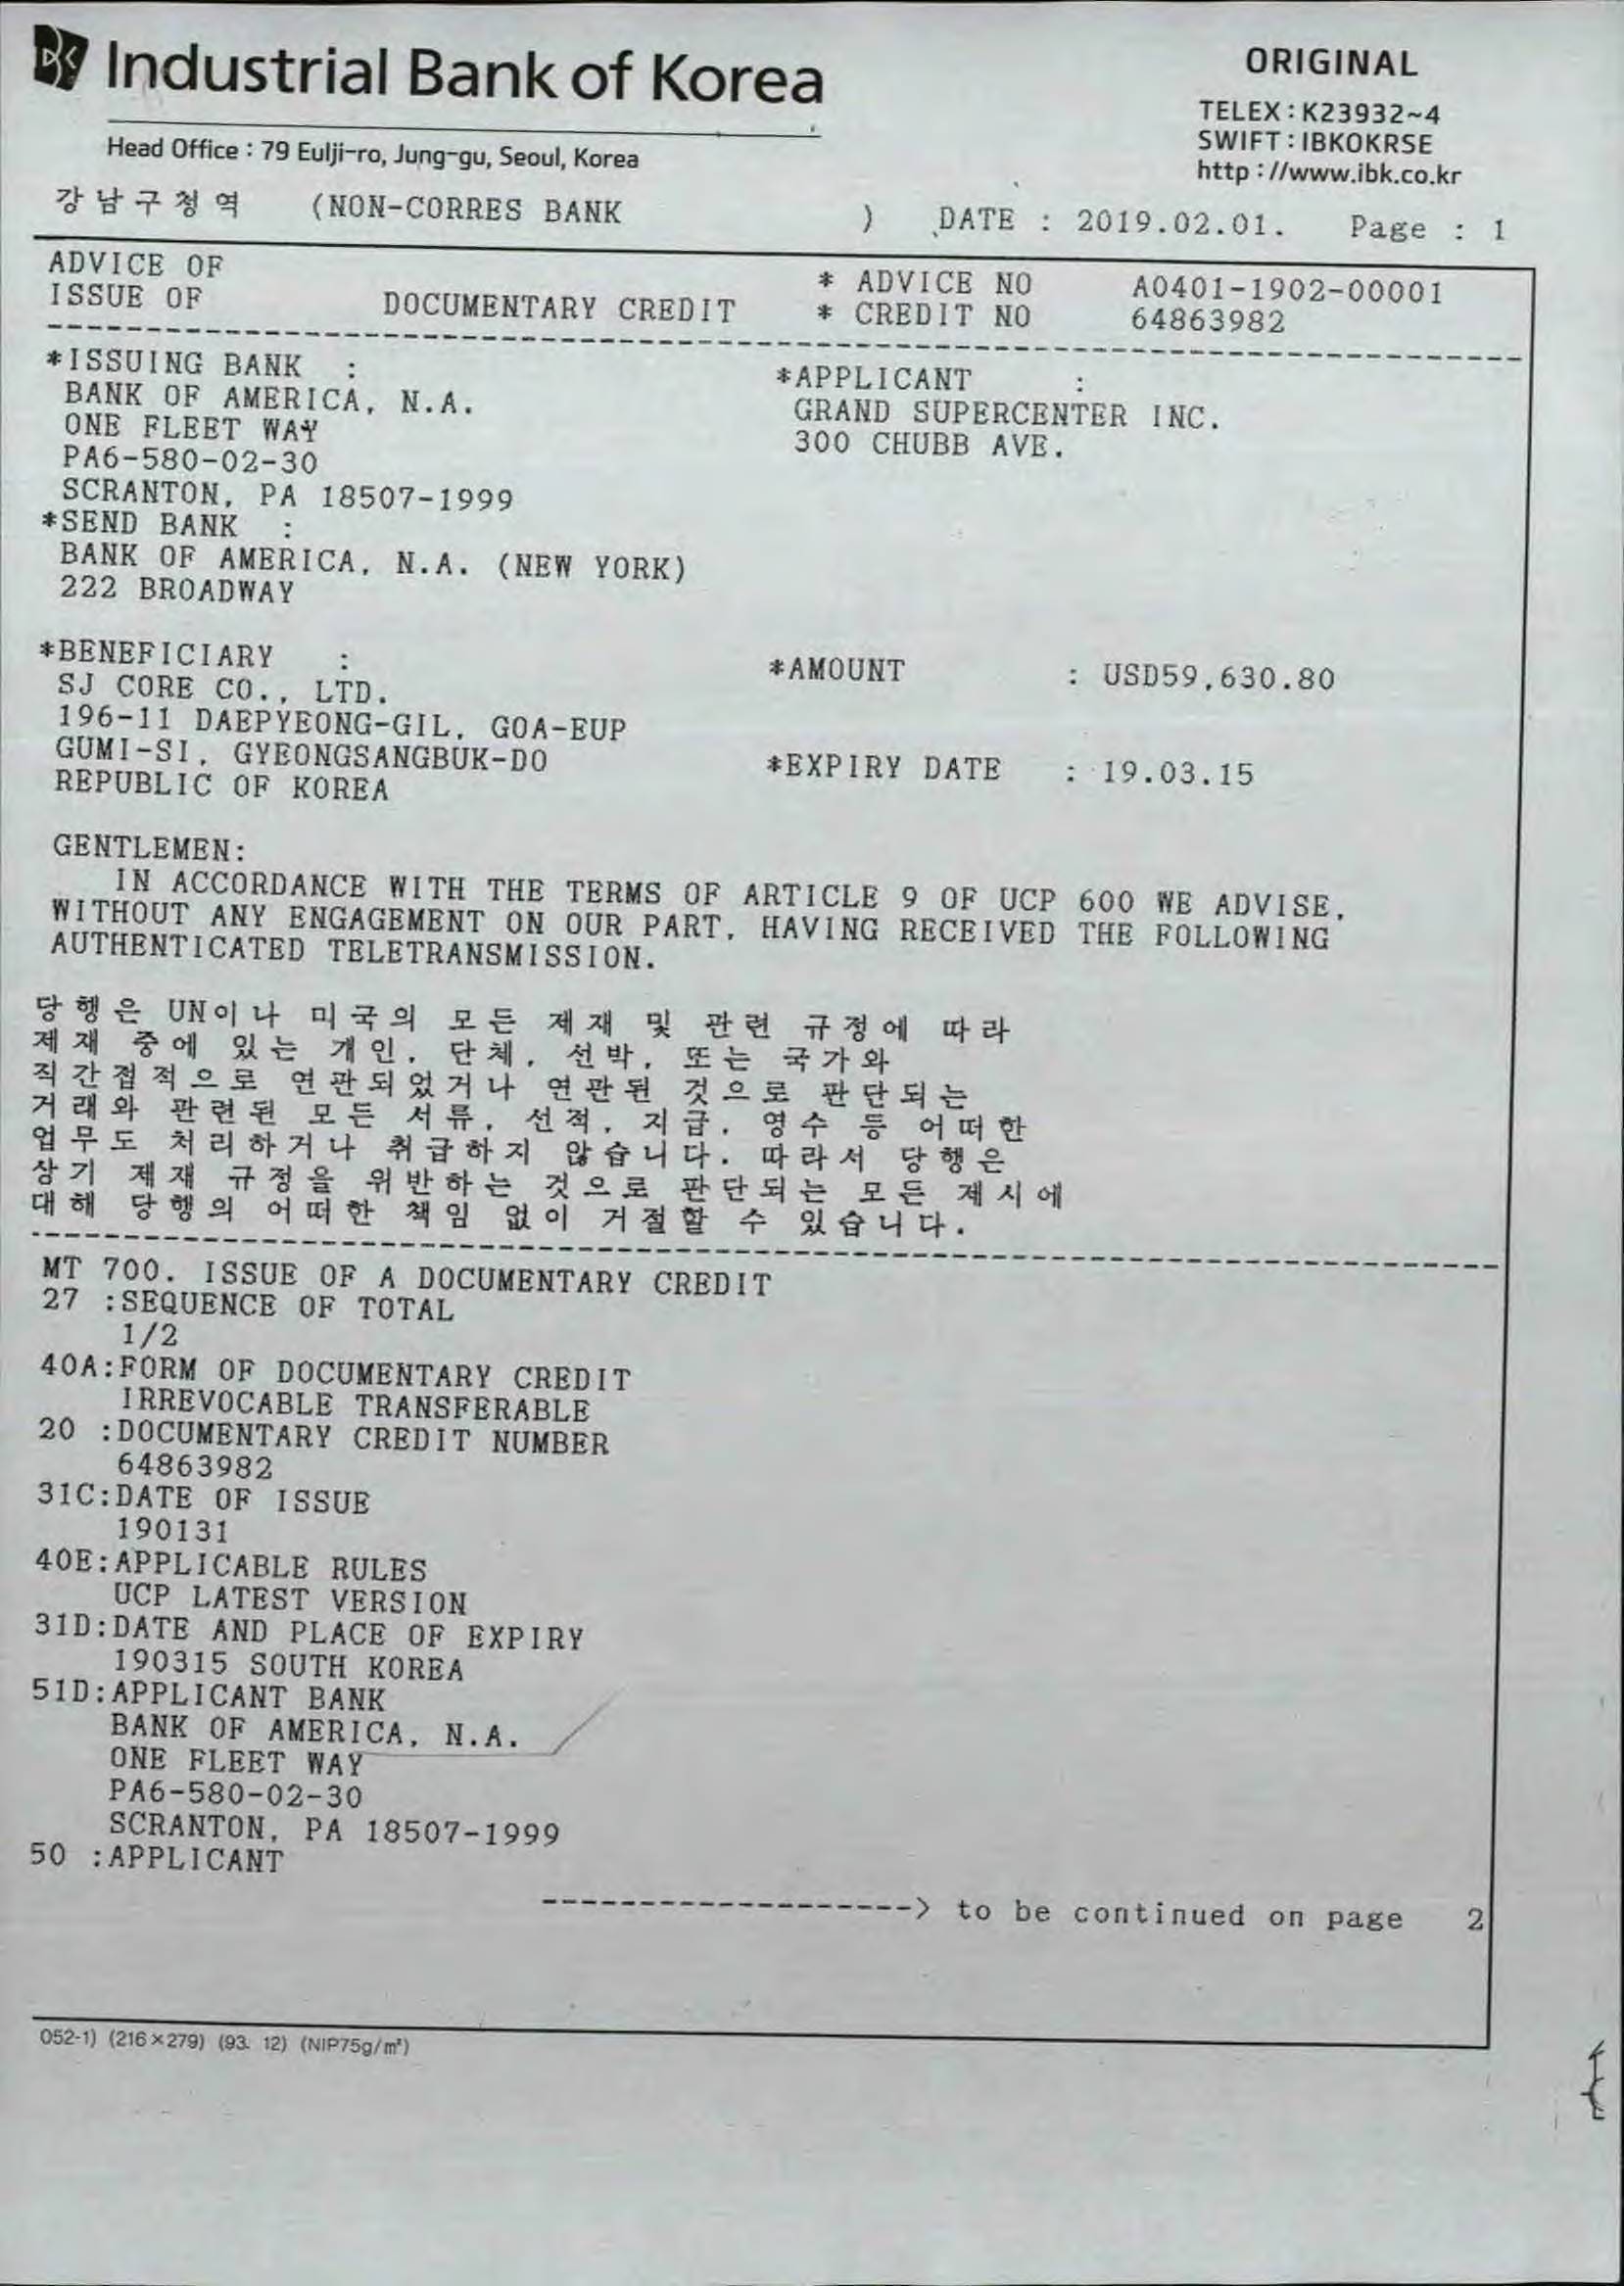 Industrial Bank of Korea
ORIGINAL
TELEX : K23932~4
SWIFT : IBKOKRSE
http : //www.ibk.co.kr
Head Office : 79 Eulji-ro, Jung-gu, Seoul, Korea
강남구청역 (NON-CORRES BANK ) DATE : 2019.02.01. Page : 1
ADVICE OF * ADVICE NO A0401-1902-00001
ISSUE OF DOCUMENTARY CREDIT * CREDIT NO 64863982
*ISSUING BANK : *APPLICANT :
BANK OF AMERICA, N.A. GRAND SUPERCENTER INC.
ONE FLEET WAY 300 CHUBB AVE.
PA6-580-02-30
SCRANTON, PA 18507-1999
*SEND BANK :
BANK OF AMERICA, N.A. (NEW YORK)
222 BROADWAY
*BENEFICIARY : *AMOUNT : USD59,630.80
SJ CORE CO., LTD.
196-11 DAEPYEONG-GIL, GOA-EUP
GUMI-SI, GYEONGSANGBUK-DO *EXPIRY DATE : 19.03.15
REPUBLIC OF KOREA
GENTLEMEN:
IN ACCORDANCE WITH THE TERMS OF ARTICLE 9 OF UCP 600 WE ADVISE,
WITHOUT ANY ENGAGEMENT ON OUR PART, HAVING RECEIVED THE FOLLOWING
AUTHENTICATED TELETRANSMISSION.
당행은 UN이나 미국의 모든 제재 및 관련 규정에 따라
제재 중에 있는 개인, 단체, 선박, 또는 국가와
직간접적으로 연관되었거나 연관된 것으로 판단되는
거래와 관련된 모든 서류, 선적, 지급, 영수 등 어떠한
업무도 처리하거나 취급하지 않습니다. 따라서 당행은
상기 제재 규정을 위반하는 것으로 판단되는 모든 제시에
대해 당행의 어떠한 책임 없이 거절할 수 있습니다.
MT 700. ISSUE OF A DOCUMENTARY CREDIT
27 :SEQUENCE OF TOTAL
1/2
40A:FORM OF DOCUMENTARY CREDIT
IRREVOCABLE TRANSFERABLE
20 :DOCUMENTARY CREDIT NUMBER
64863982
31C:DATE OF ISSUE
190131
40E:APPLICABLE RULES
UCP LATEST VERSION
31D:DATE AND PLACE OF EXPIRY
190315 SOUTH KOREA
51D:APPLICANT BANK
BANK OF AMERICA, N.A.
ONE FLEET WAY
PA6-580-02-30
SCRANTON, PA 18507-1999
50 :APPLICANT
-------------------> to be continued on page 2
052-1) (216×279) (93. 12) (NIP75g/m²)